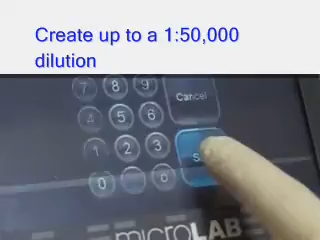 Create up to a 1:50,000
dilution
7 8 9
Cancel
4 5 6
1 2 3
0
microLAB